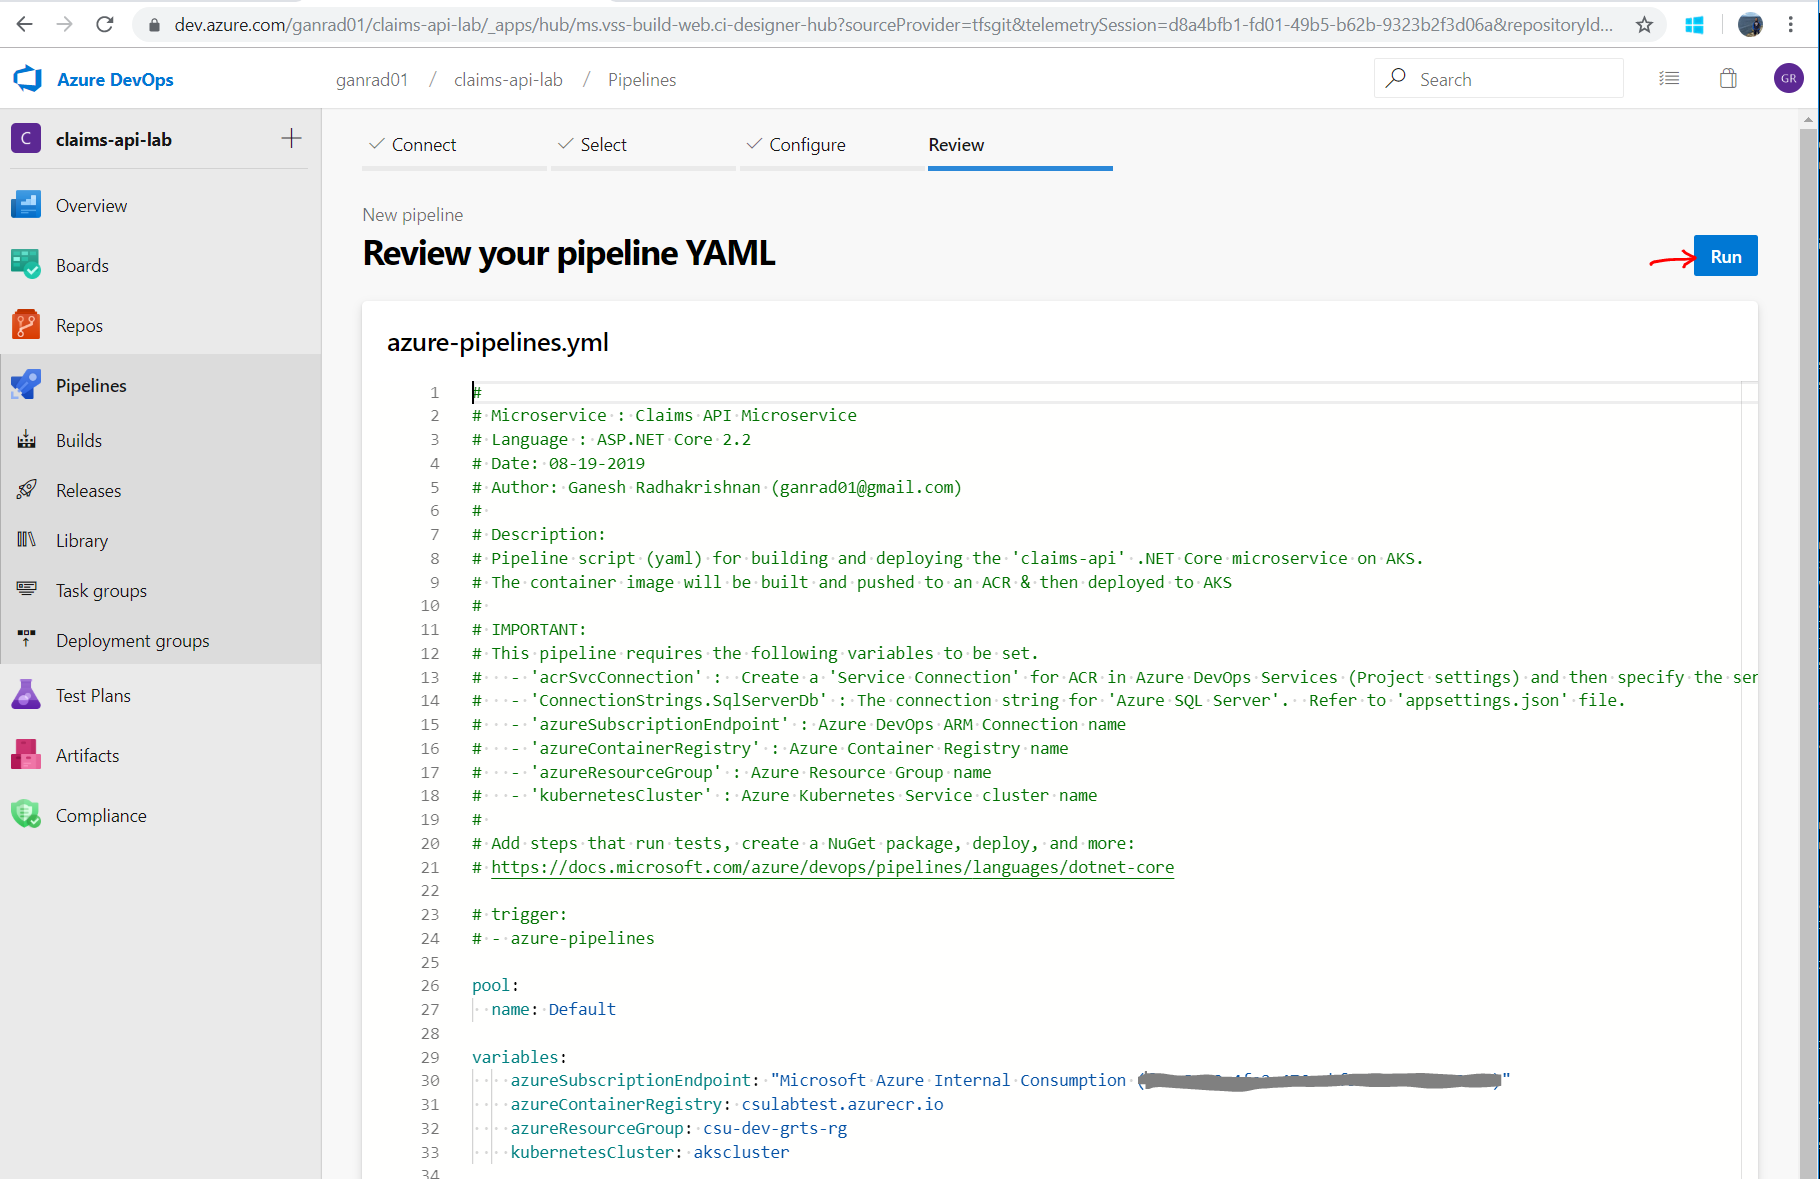 dev.azure.com/ganrad01/claims-api-lab/_apps/hub/ms.vss-build-web.ci-designer-hub?sourceProvider=tfsgit&telemetrySession=d8a4bfb1-fd01-49b5-b62b-9323b2f3d06a&repositoryId...
Azure DevOps
ganrad01 / claims-api-lab / Pipelines
Search
GR
C
claims-api-lab
Overview
Boards
Repos
Pipelines
Builds
Releases
Library
Task groups
Deployment groups
Test Plans
Artifacts
Compliance
Connect
Select
Configure
Review
New pipeline
Review your pipeline YAML
Run
azure-pipelines.yml
1 #
2 # Microservice : Claims API Microservice
3 # Language : ASP.NET Core 2.2
4 # Date: 08-19-2019
5 # Author: Ganesh Radhakrishnan (ganrad01@gmail.com)
6 #
7 # Description:
8 # Pipeline script (yaml) for building and deploying the 'claims-api' .NET Core microservice on AKS.
9 # The container image will be built and pushed to an ACR & then deployed to AKS
10 #
11 # IMPORTANT:
12 # This pipeline requires the following variables to be set.
13 # - 'acrSvcConnection' : Create a 'Service Connection' for ACR in Azure DevOps Services (Project settings) and then specify the ser
14 # - 'ConnectionStrings.SqlServerDb' : The connection string for 'Azure SQL Server'. Refer to 'appsettings.json' file.
15 # - 'azureSubscriptionEndpoint' : Azure DevOps ARM Connection name
16 # - 'azureContainerRegistry' : Azure Container Registry name
17 # - 'azureResourceGroup' : Azure Resource Group name
18 # - 'kubernetesCluster' : Azure Kubernetes Service cluster name
19 #
20 # Add steps that run tests, create a NuGet package, deploy, and more:
21 # https://docs.microsoft.com/azure/devops/pipelines/languages/dotnet-core
22
23 # trigger:
24 # - azure-pipelines
25
26 pool:
27 name: Default
28
29 variables:
30 azureSubscriptionEndpoint: "Microsoft Azure Internal Consumption ( )"
31 azureContainerRegistry: csulabtest.azurecr.io
32 azureResourceGroup: csu-dev-grts-rg
33 kubernetesCluster: akscluster
34